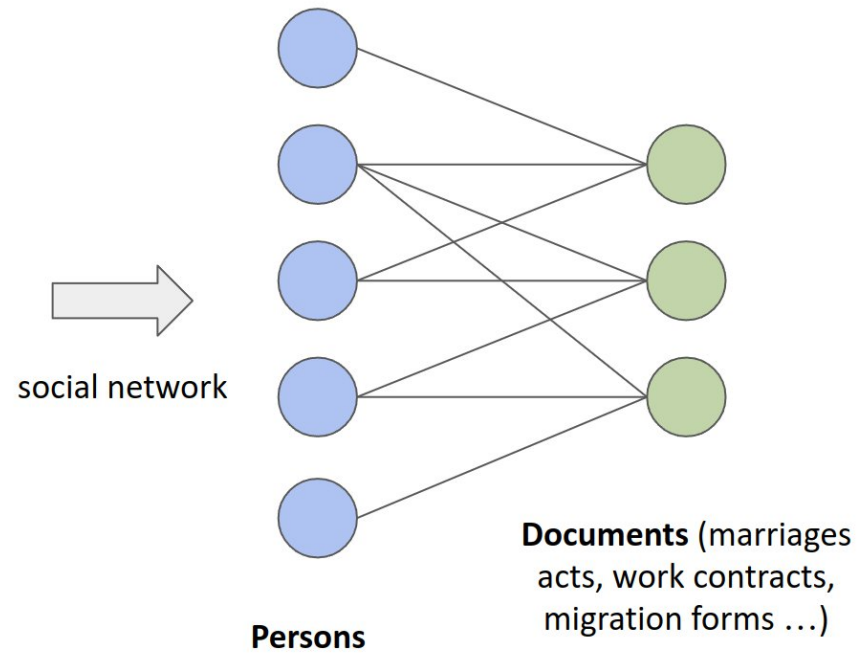 social network
Persons
Documents (marriages
acts, work contracts,
migration forms …)